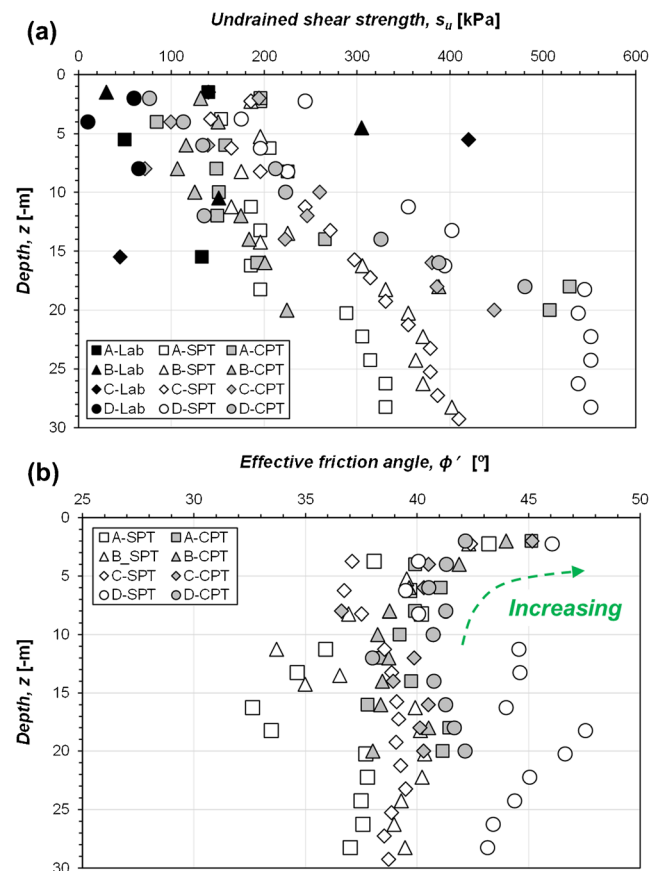 (a)
Undrained shear strength, su [kPa]
0 100 200 300 400 500 600
0
5
10
15
20
25
30
Depth, z [-m]
A-Lab A-SPT A-CPT
B-Lab B-SPT B-CPT
C-Lab C-SPT C-CPT
D-Lab D-SPT D-CPT
(b)
Effective friction angle, ϕ′ [º]
25 30 35 40 45 50
0
5
10
15
20
25
30
Depth, z [-m]
A-SPT A-CPT
B_SPT B-CPT
C-SPT C-CPT
D-SPT D-CPT
Increasing